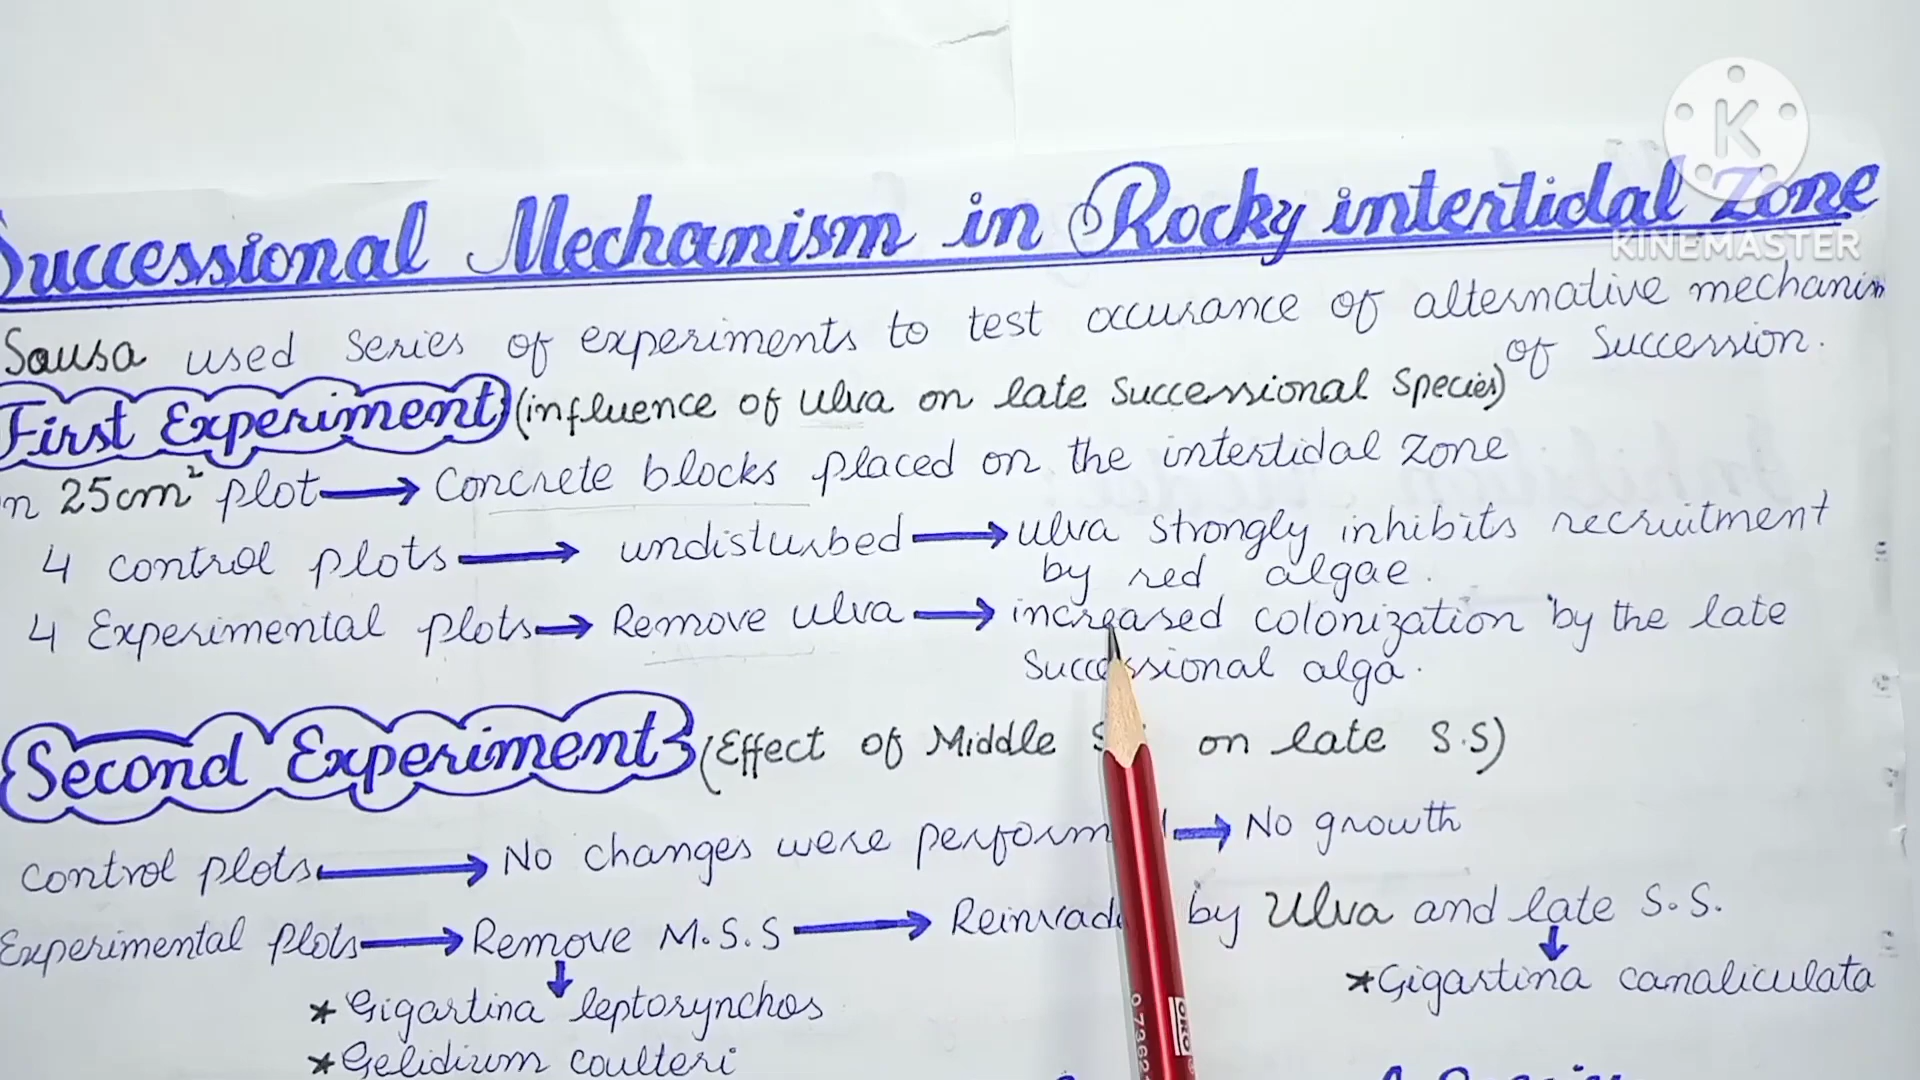 Successional Mechanism in Rocky intertidal Zone
KINEMASTER
Sousa used series of experiments to test occurance of alternative mechanism
of Succession.
First Experiment (influence of Ulva on late Successional Species)
25cm² plot → Concrete blocks placed on the intertidal zone
4 control plots → undisturbed → Ulva strongly inhibits recruitment
by red algae.
4 Experimental plots → Remove ulva → increased colonization by the late
Successional alga.
Second Experiment (Effect of Middle on late S.S)
Control plots → No changes were → No growth
Experimental plots → Remove M.S.S → by Ulva and late S.S.
* Gigartina canaliculata
* Gigartina leptorynchos
* Gelidium coulteri